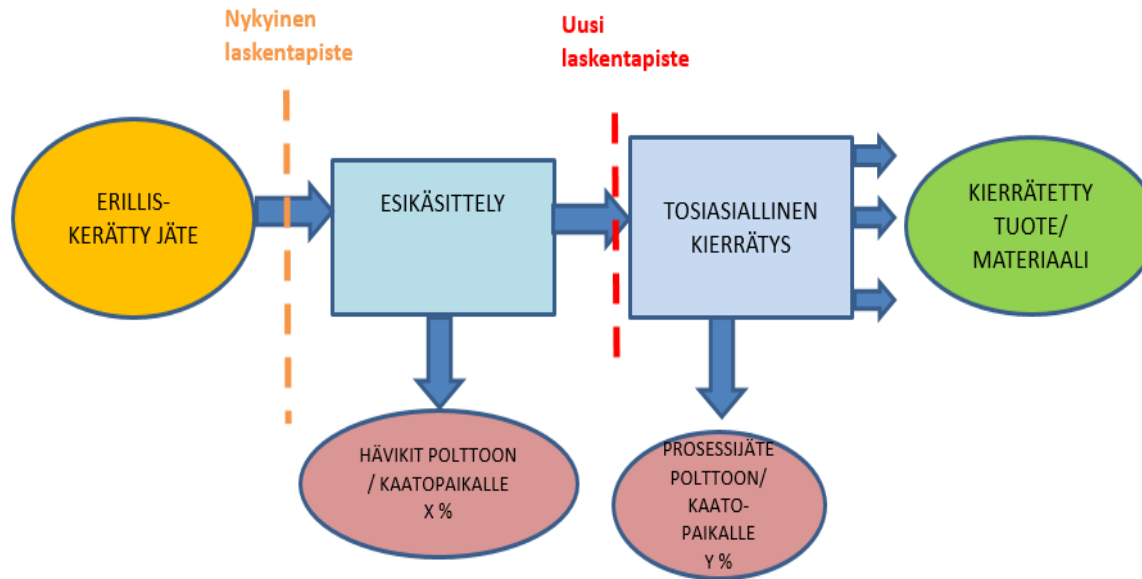 Nykyinen
laskentapiste
Uusi
laskentapiste
ERILLIS-
KERÄTTY JÄTE
ESIKÄSITTELY
TOSIASIALLINEN
KIERRÄTYS
KIERRÄTETTY
TUOTE/
MATERIAALI
HÄVIKIT POLTTOON
/ KAATOPAIKALLE
X %
PROSESSIJÄTE
POLTTOON/
KAATO-
PAIKALLE
Y %